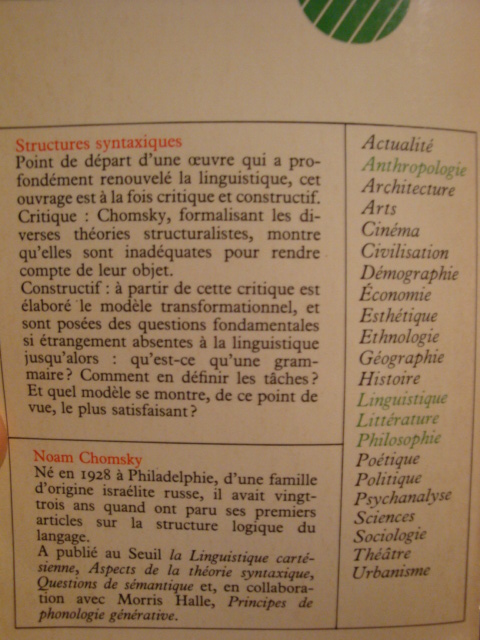 Structures syntaxiques
Point de départ d'une œuvre qui a pro-
fondément renouvelé la linguistique, cet
ouvrage est à la fois critique et constructif.
Critique : Chomsky, formalisant les di-
verses théories structuralistes, montre
qu'elles sont inadéquates pour rendre
compte de leur objet.
Constructif : à partir de cette critique est
élaboré le modèle transformationnel, et
sont posées des questions fondamentales
si étrangement absentes à la linguistique
jusqu'alors : qu'est-ce qu'une gram-
maire? Comment en définir les tâches?
Et quel modèle se montre, de ce point de
vue, le plus satisfaisant?
Noam Chomsky
Né en 1928 à Philadelphie, d'une famille
d'origine israélite russe, il avait vingt-
trois ans quand ont paru ses premiers
articles sur la structure logique du
langage.
A publié au Seuil la Linguistique carté-
sienne, Aspects de la théorie syntaxique,
Questions de sémantique et, en collabora-
tion avec Morris Halle, Principes de
phonologie générative.
Actualité
Anthropologie
Architecture
Arts
Cinéma
Civilisation
Démographie
Économie
Esthétique
Ethnologie
Géographie
Histoire
Linguistique
Littérature
Philosophie
Poétique
Politique
Psychanalyse
Sciences
Sociologie
Théâtre
Urbanisme